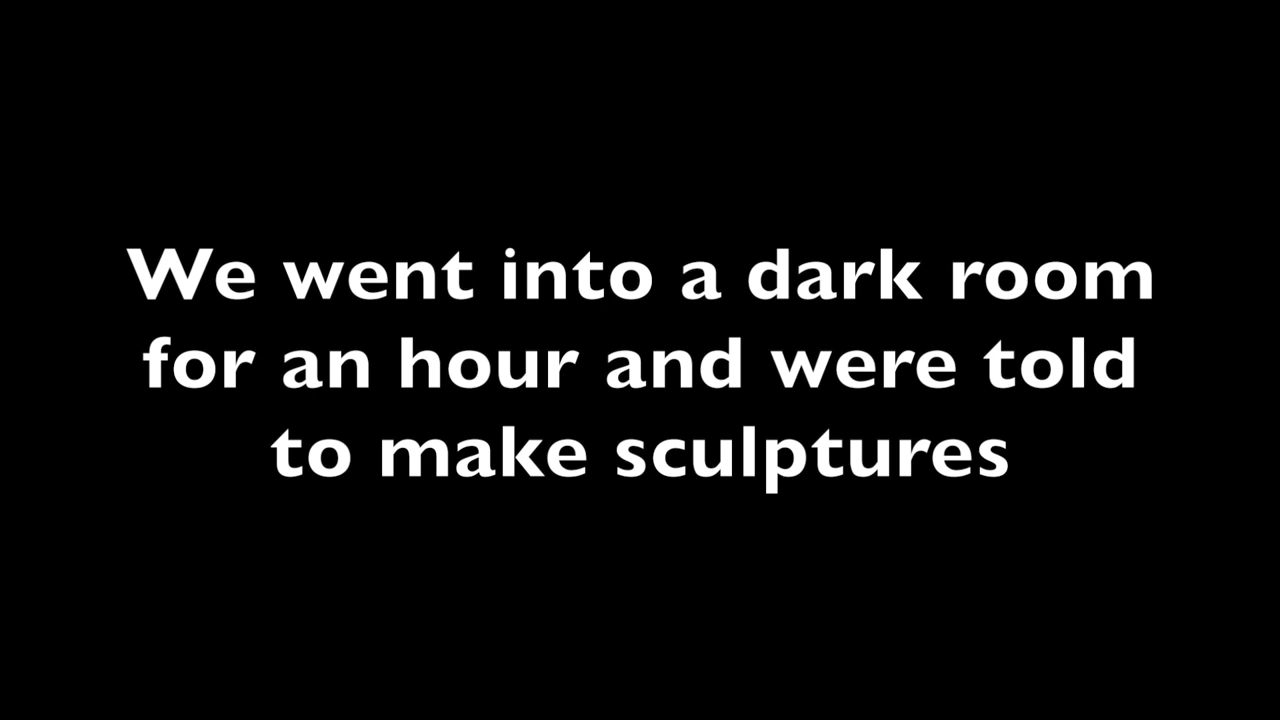 We went into a dark room
for an hour and were told
to make sculptures